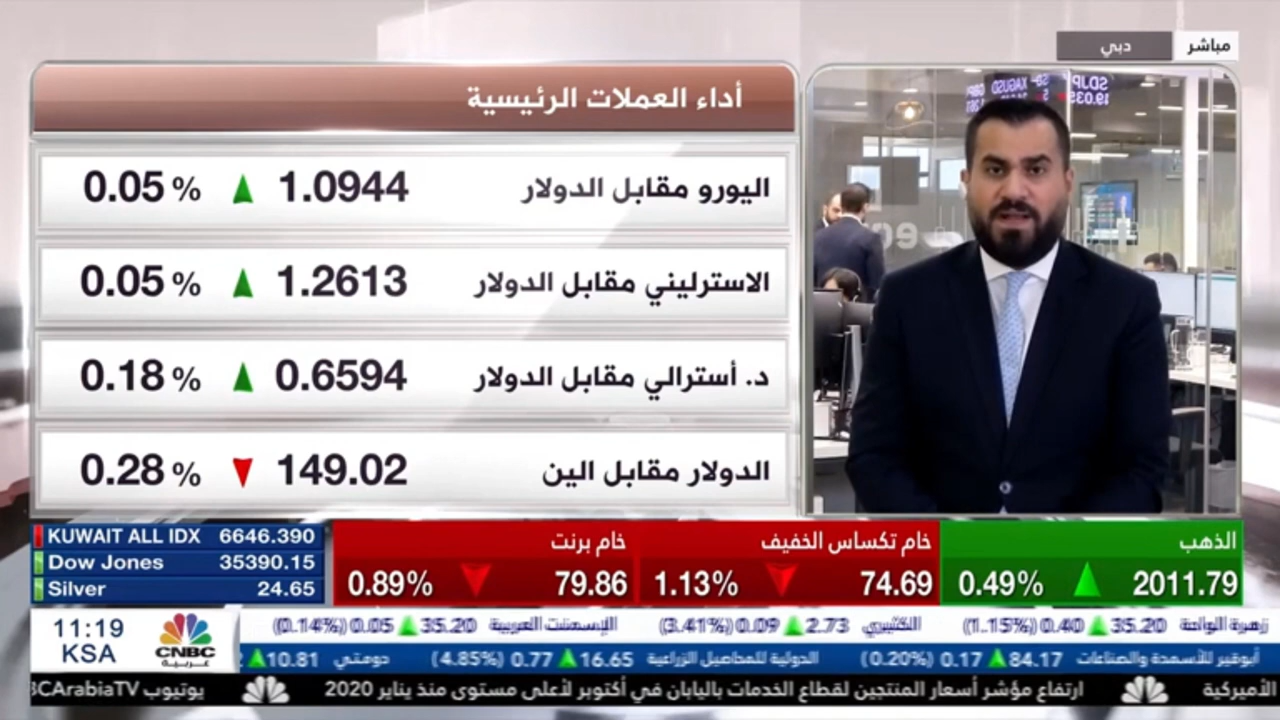 مباشر دبي
أداء العملات الرئيسية
اليورو مقابل الدولار 1.0944 ▲ 0.05 %
الاسترليني مقابل الدولار 1.2613 ▲ 0.05 %
د. أسترالي مقابل الدولار 0.6594 ▲ 0.18 %
الدولار مقابل الين 149.02 ▼ 0.28 %
الذهب
2011.79 ▲ 0.49%
خام تكساس الخفيف
74.69 ▼ 1.13%
خام برنت
79.86 ▼ 0.89%
KUWAIT ALL IDX 6646.390
Dow Jones 35390.15
Silver 24.65
زهرة الواحة 35.20 ▲ 0.40 (1.15%) الكثيري 2.73 ▲ 0.09 (3.41%) الإسمنت العربية 35.20 ▲ 0.05 (0.14%)
أبوقير للأسمدة والصناعات 84.17 ▲ 0.17 (0.20%) الدولية للمحاصيل الزراعية 16.65 ▲ 0.77 (4.85%) دومتي 10.81 ▲
11:19
KSA
CNBC
عربية
الأميركية ارتفاع مؤشر أسعار المنتجين لقطاع الخدمات باليابان في أكتوبر لأعلى مستوى منذ يناير 2020 يوتيوب CArabiaTV